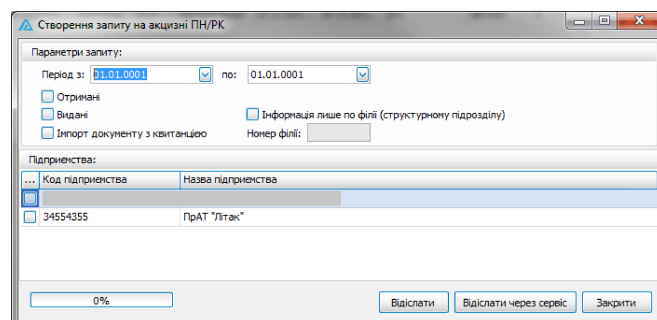 Створення запиту на акцизні ПН/РК
Параметри запиту:
Період з: 01.01.0001 по: 01.01.0001
Отримані
Видані Інформація лише по філії (структурному підрозділу)
Імпорт документу з квитанцією Номер філії:
Підприємства:
... Код підприємства Назва підприємства
34554355 ПрАТ "Літак"
0% Відіслати Відіслати через сервіс Закрити